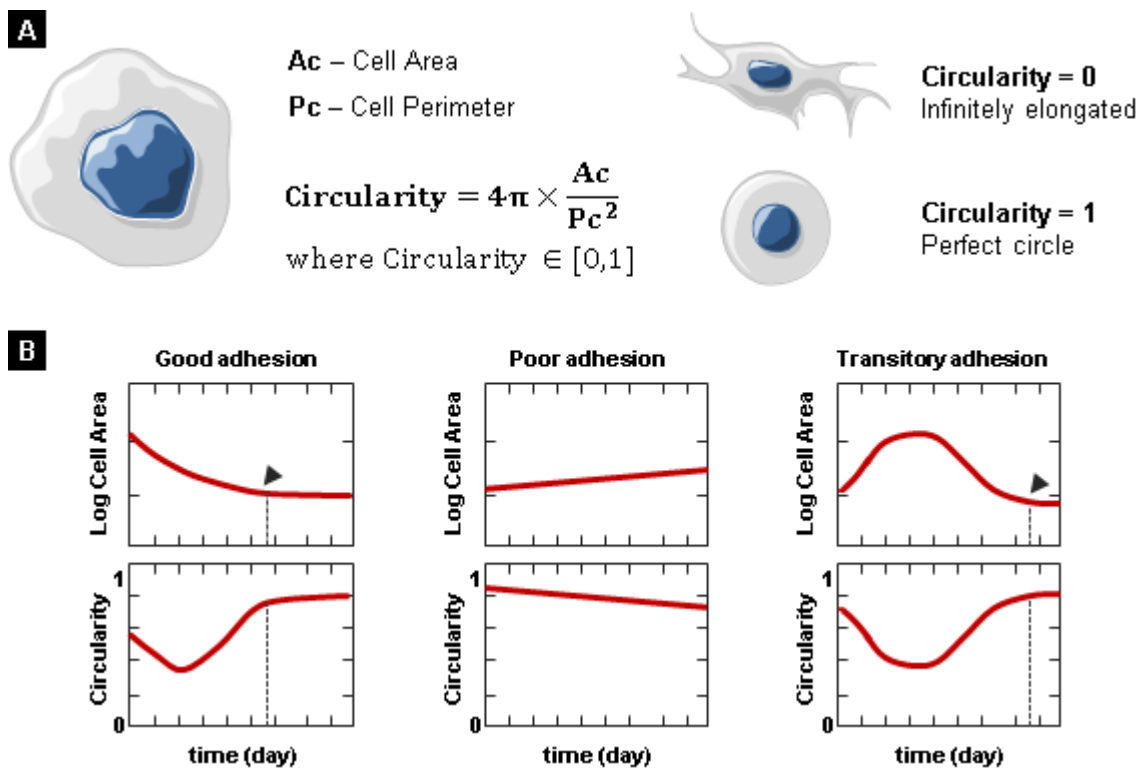 A
Ac – Cell Area
Pc – Cell Perimeter
Circularity = 4π × Ac / Pc²
where Circularity ∈ [0,1]
Circularity = 0
Infinitely elongated
Circularity = 1
Perfect circle
B
Good adhesion
Poor adhesion
Transitory adhesion
Log Cell Area
Log Cell Area
Log Cell Area
1
Circularity
0
1
Circularity
0
1
Circularity
0
time (day)
time (day)
time (day)